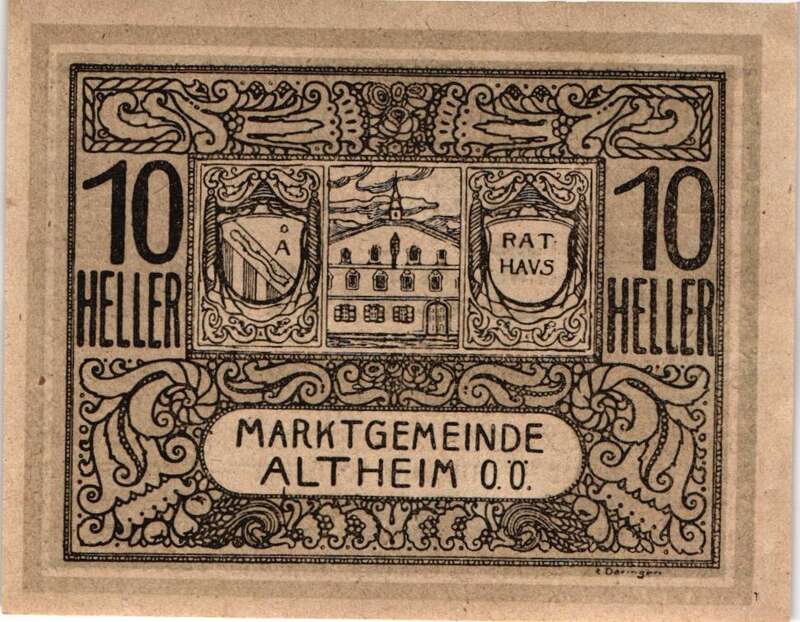 10
HELLER
Å
RAT-
HAVS
10
HELLER
MARKTGEMEINDE
ALTHEIM O.Ö.